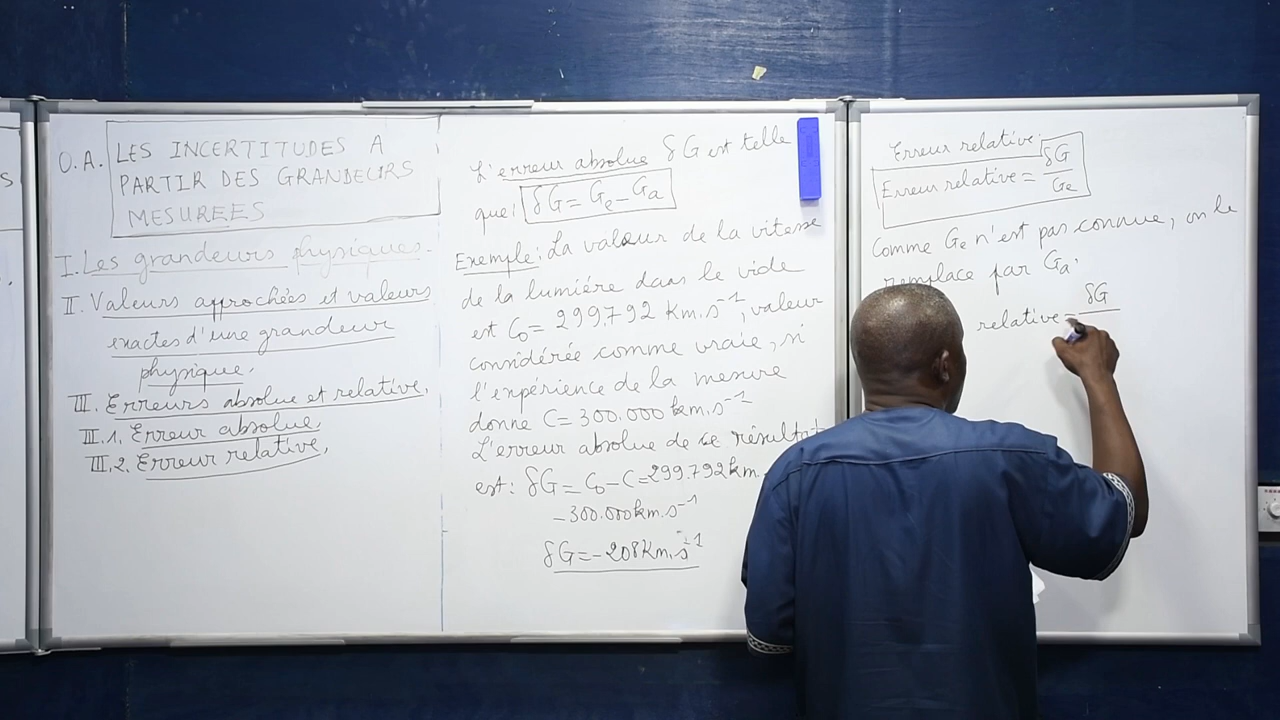 S
O.A. LES INCERTITUDES A
PARTIR DES GRANDEURS
MESUREES
I. Les grandeurs physiques.
II. Valeurs approchées et valeurs
exactes d'une grandeur
physique.
III. Erreurs absolue et relative.
III.1. Erreur absolue.
III.2. Erreur relative.
L'erreur absolue δG est telle
que: δG = Ge - Ga
Exemple: La valeur de la vitesse
de la lumiére dans le vide
est C0 = 299.792 Km.s⁻¹, valeur
considérée comme vraie, si
l'expérience de la mesure
donne C = 300.000 km.s⁻¹
L'erreur absolue de ce résultat
est: δG = C0 - C = 299.792 km.
- 300.000 km.s⁻¹
δG = - 208 Km.s⁻¹
Erreur relative:
Erreur relative = δG/Ge
Comme Ge n'est pas connue, on le
remplace par Ga.
relative = δG